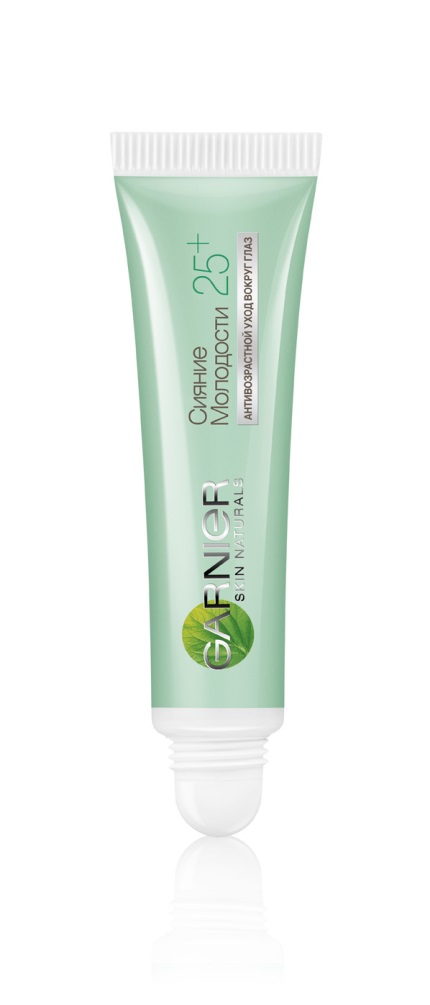 Сияние
Молодости 25+
АНТИВОЗРАСТНОЙ УХОД ВОКРУГ ГЛАЗ
GARNIER
SKIN NATURALS